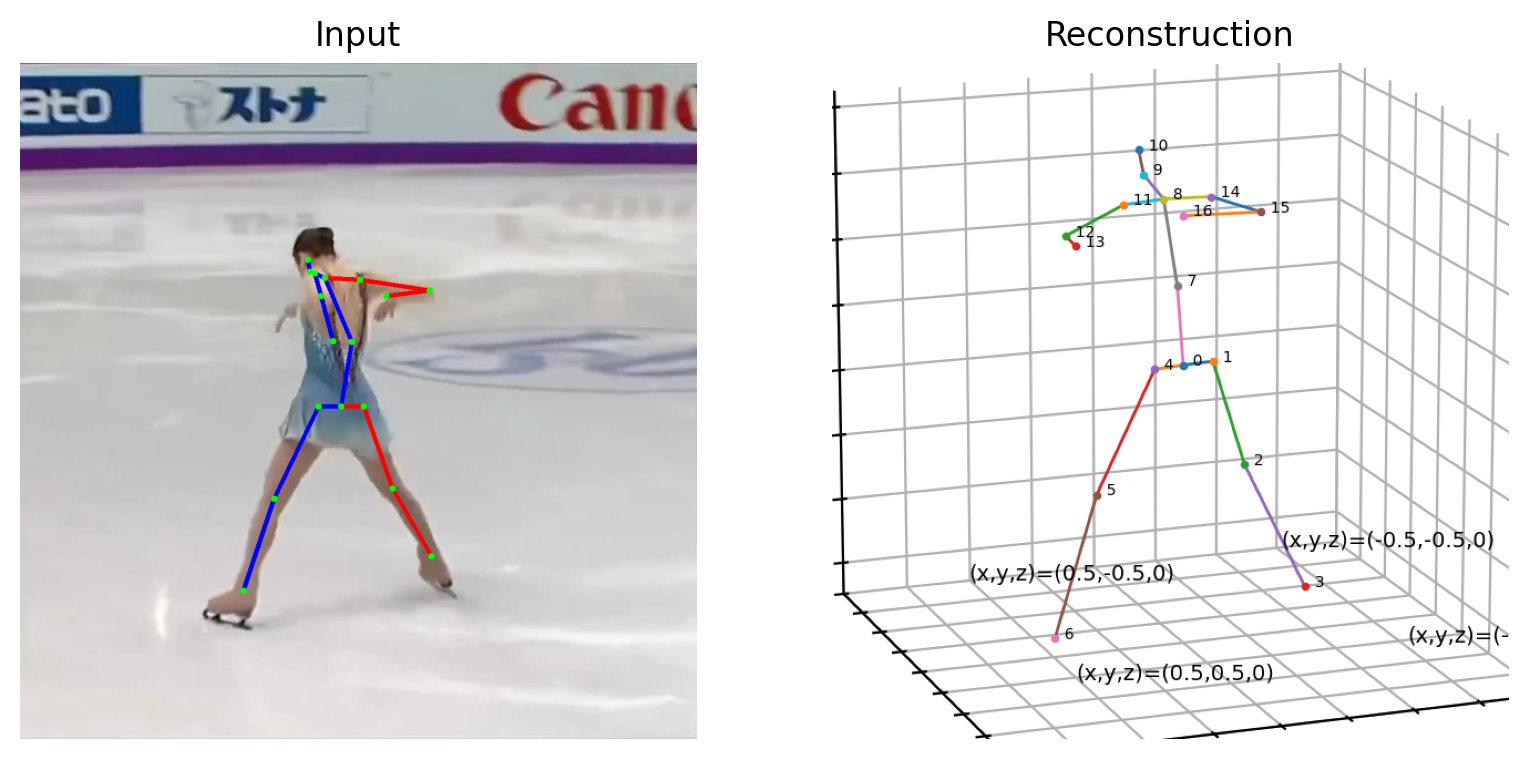 Input
Reconstruction
ato
ストナ
Can
10
9
11
8
14
16
15
12
13
7
4
0
1
2
5
(x,y,z)=(-0.5,-0.5,0)
(x,y,z)=(0.5,-0.5,0)
3
6
(x,y,z)=(-
(x,y,z)=(0.5,0.5,0)